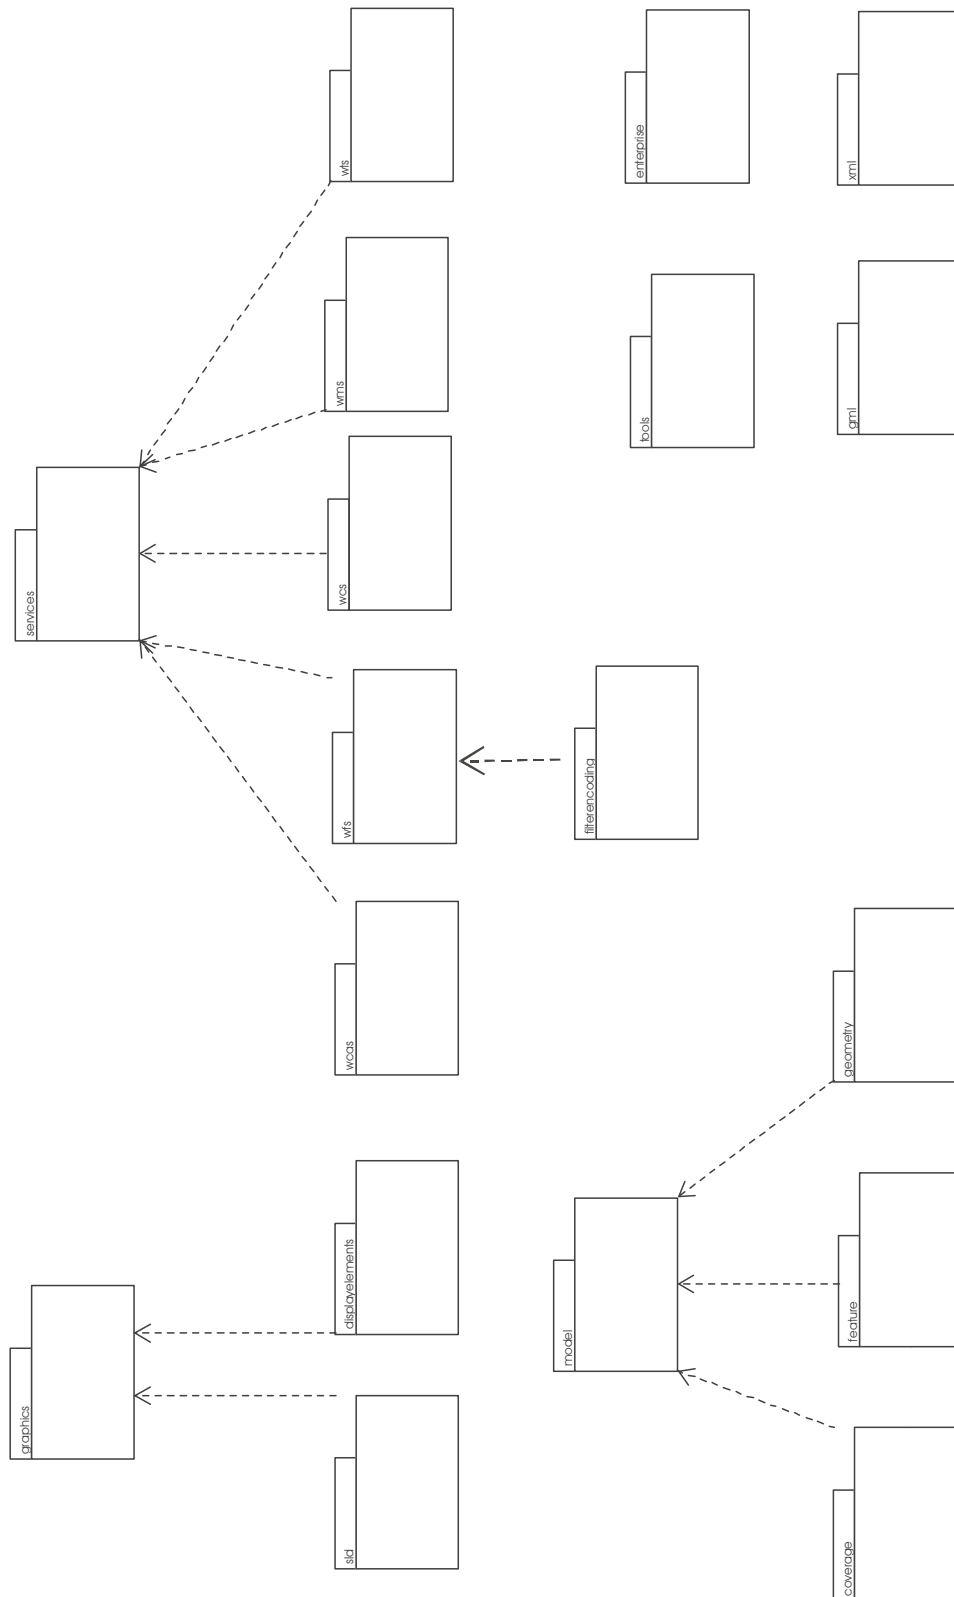 graphics
services
sld
displayelements
wcas
wfs
wcs
wms
wts
model
filterencoding
tools
enterprise
coverage
feature
geometry
gml
xml